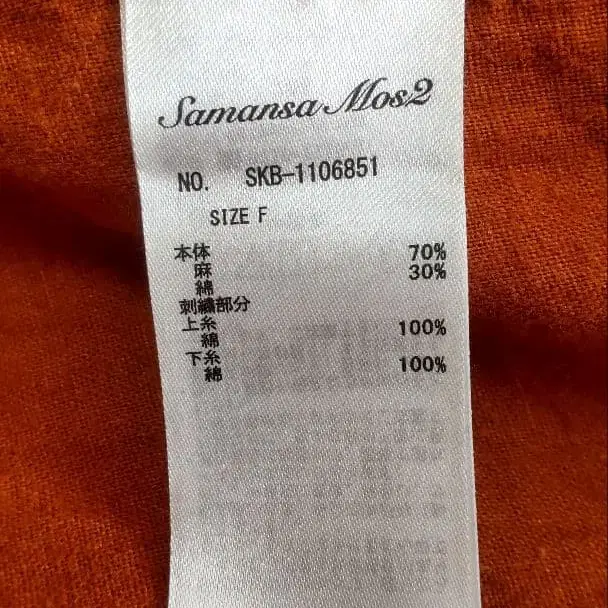 Samansa Mos2
NO. SKB-1106851
SIZE F
本体
麻 70%
綿 30%
刺繍部分
上糸
綿 100%
下糸
綿 100%